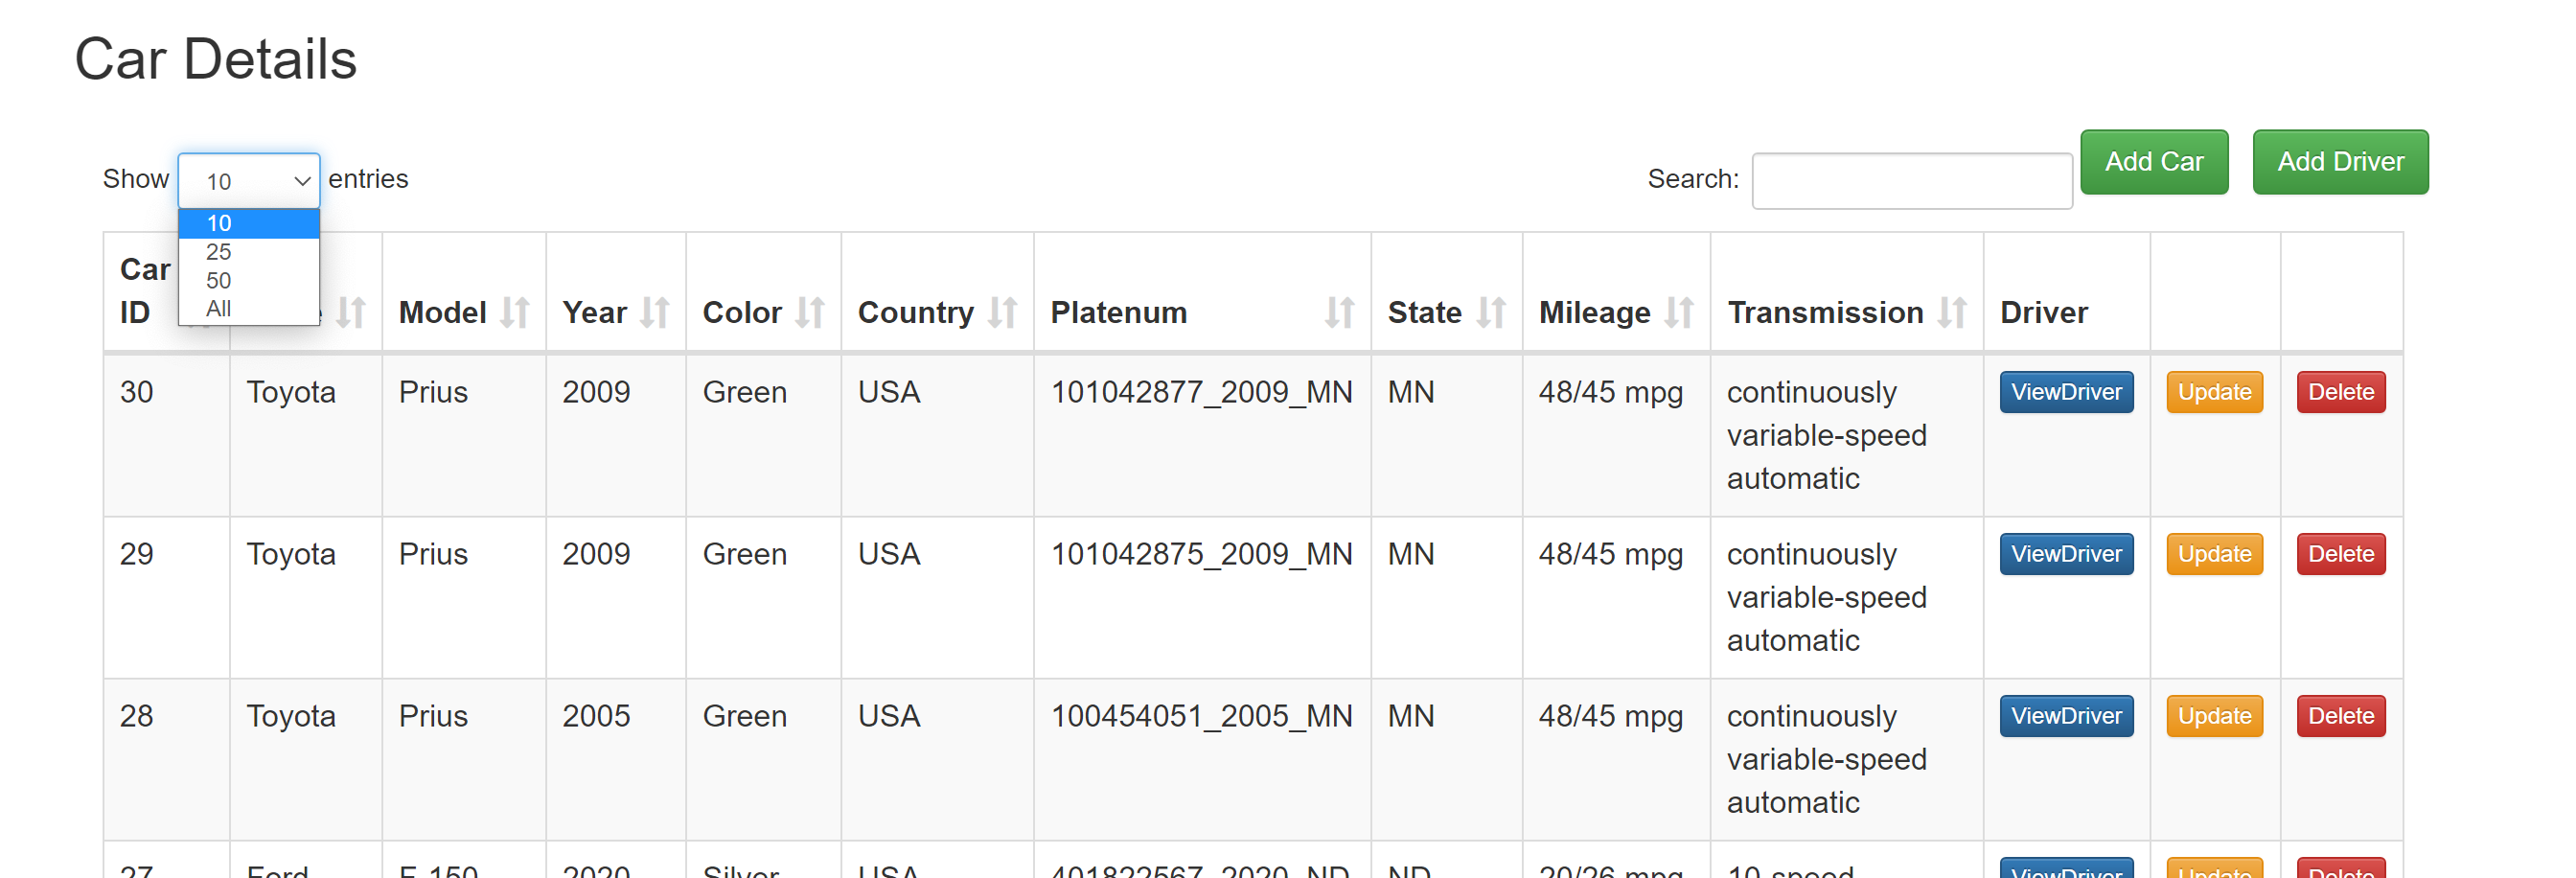 Car Details
Show 10 entries
10
25
50
All
Search: Add Car Add Driver
Car
ID Model Year Color Country Platenum State Mileage Transmission Driver
30 Toyota Prius 2009 Green USA 101042877_2009_MN MN 48/45 mpg continuously ViewDriver Update Delete
variable-speed
automatic
29 Toyota Prius 2009 Green USA 101042875_2009_MN MN 48/45 mpg continuously ViewDriver Update Delete
variable-speed
automatic
28 Toyota Prius 2005 Green USA 100454051_2005_MN MN 48/45 mpg continuously ViewDriver Update Delete
variable-speed
automatic
27 Ford F-150 2020 Silver USA 401822567_2020_ND ND 20/26 mpg 10-speed ViewDriver Update Delete